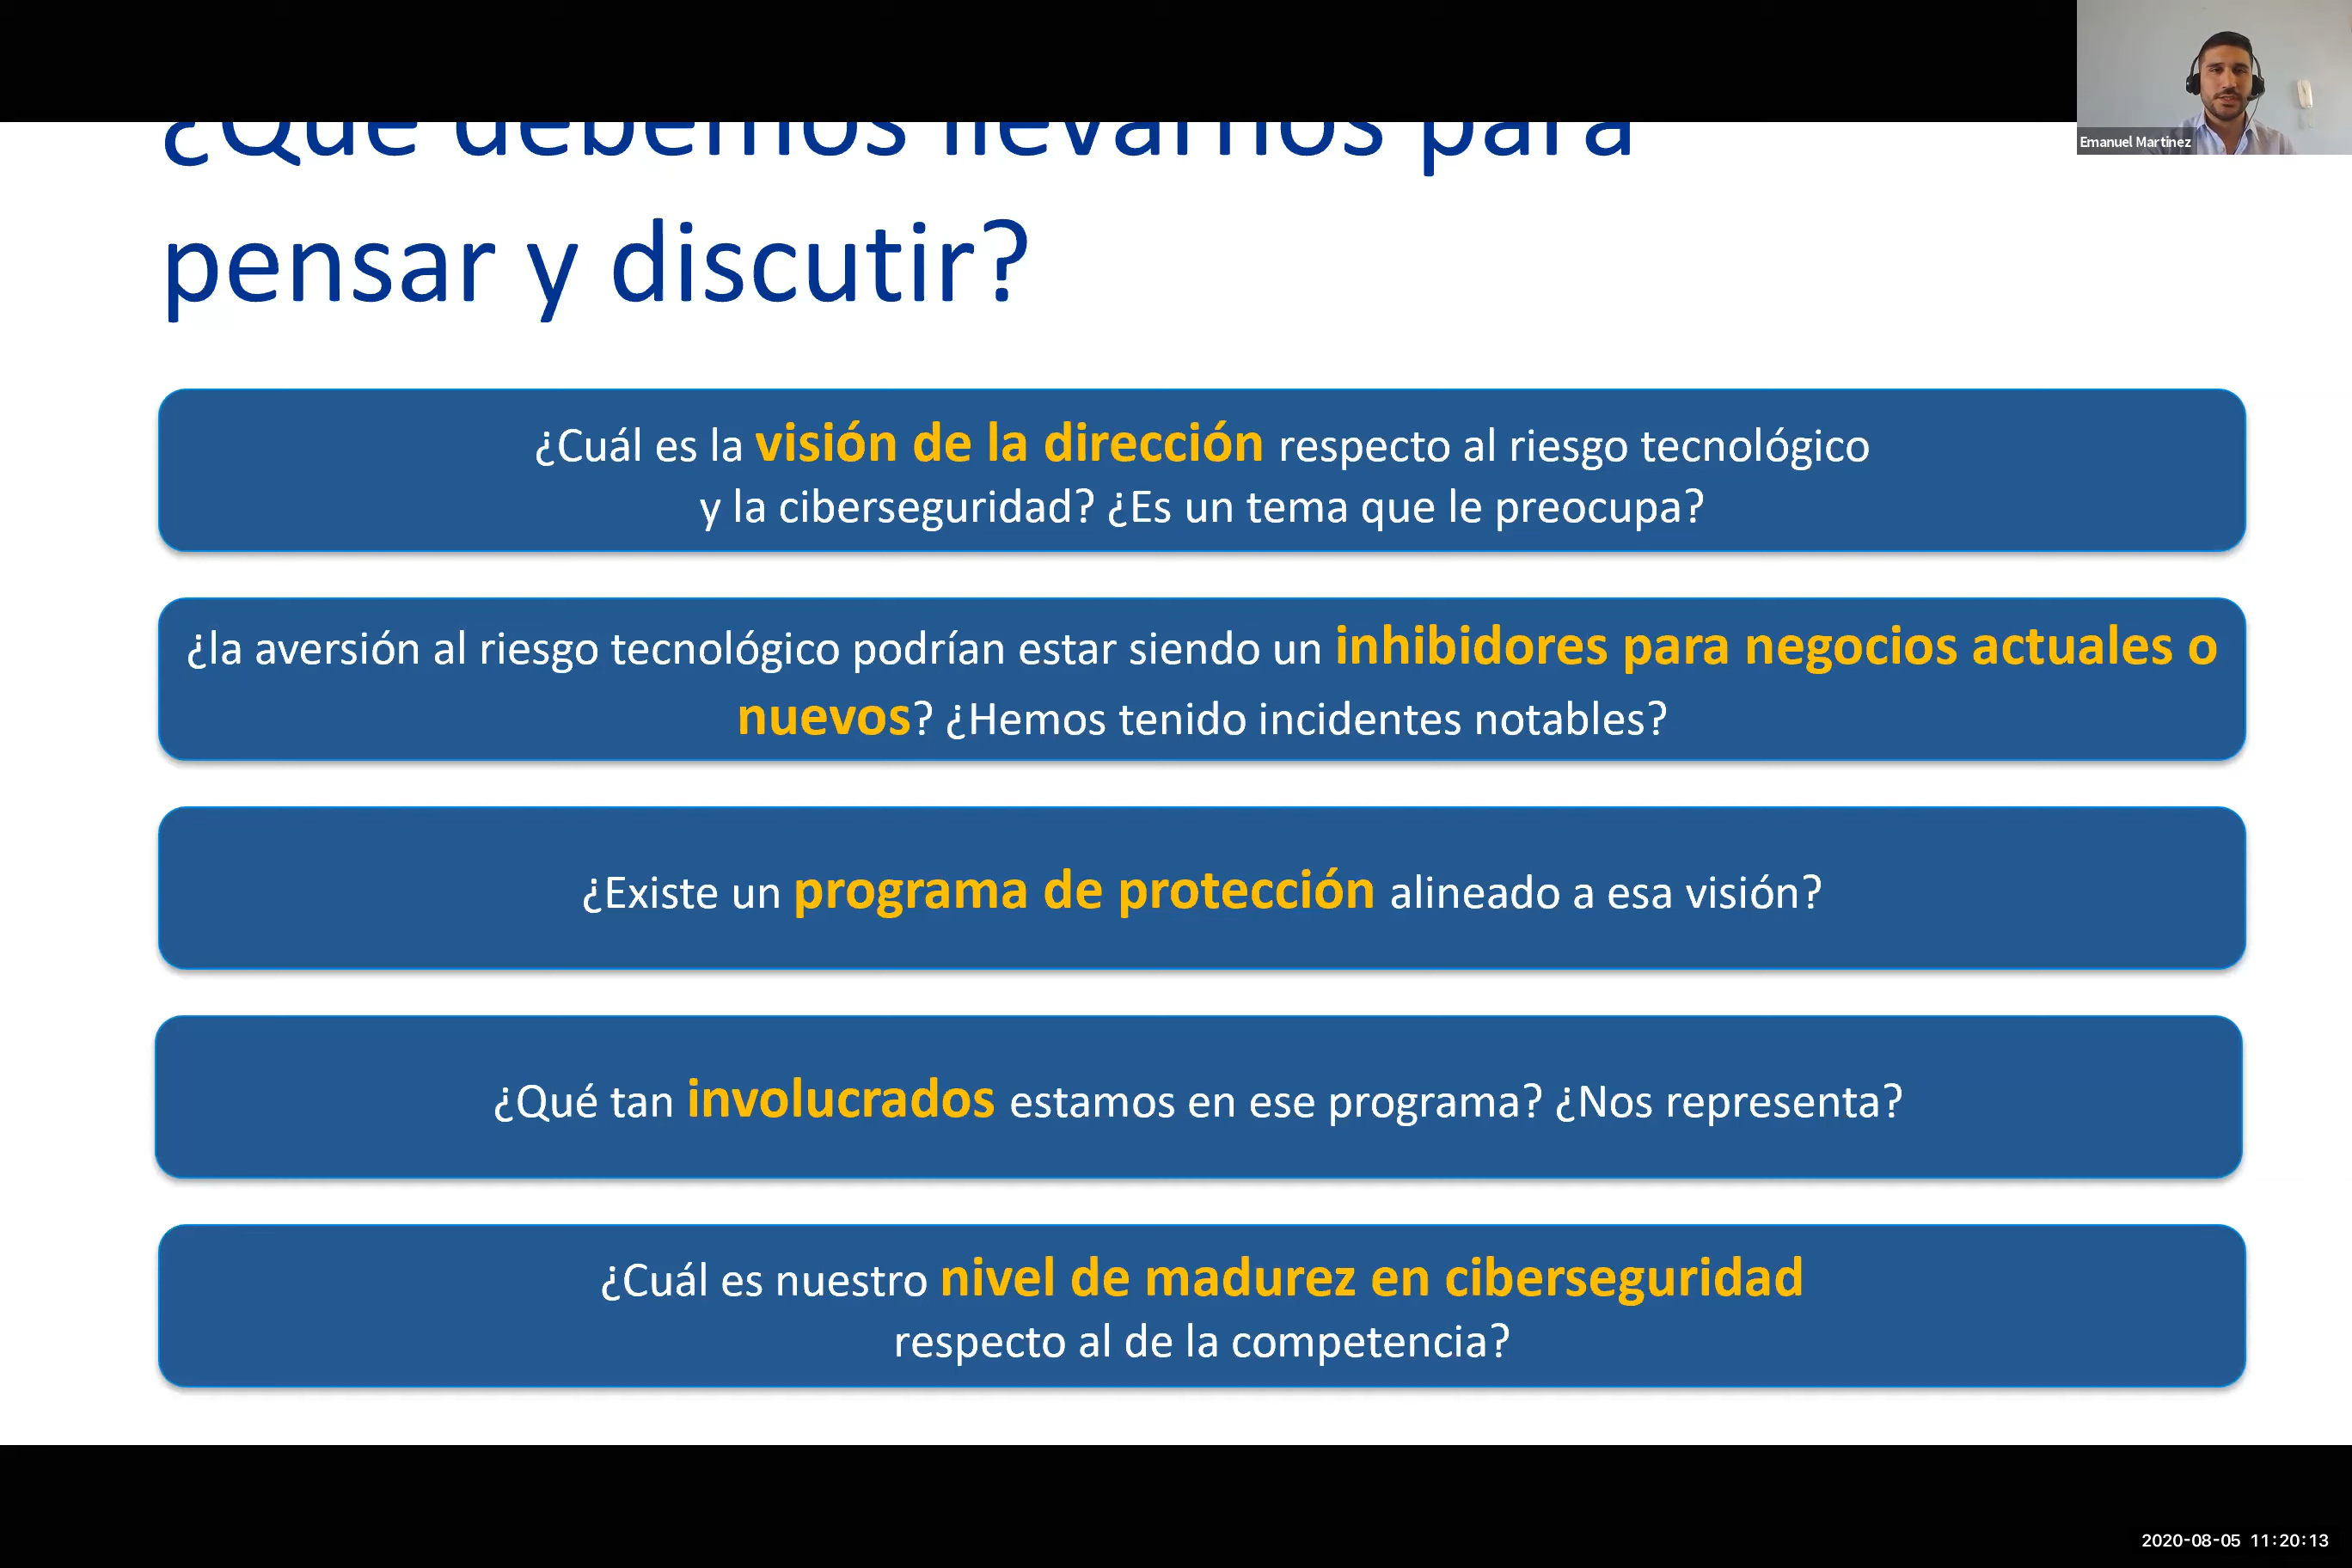 ¿Qué debemos llevarnos para
pensar y discutir?
Emanuel Martinez
¿Cuál es la visión de la dirección respecto al riesgo tecnológico
y la ciberseguridad? ¿Es un tema que le preocupa?
¿la aversión al riesgo tecnológico podrían estar siendo un inhibidores para negocios actuales o
nuevos? ¿Hemos tenido incidentes notables?
¿Existe un programa de protección alineado a esa visión?
¿Qué tan involucrados estamos en ese programa? ¿Nos representa?
¿Cuál es nuestro nivel de madurez en ciberseguridad
respecto al de la competencia?
2020-08-05 11:20:13